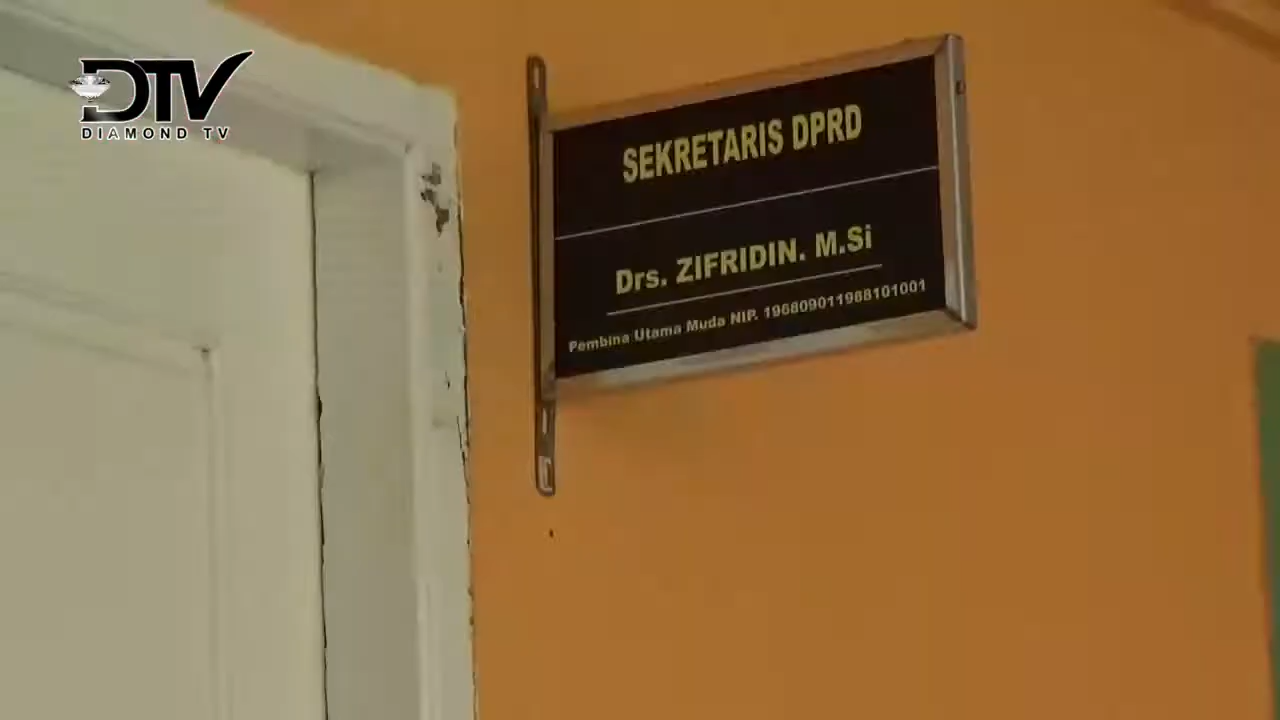 DTV
DIAMOND TV
SEKRETARIS DPRD
Drs. ZIFRIDIN. M.Si
Pembina Utama Muda NIP. 196809011988101001